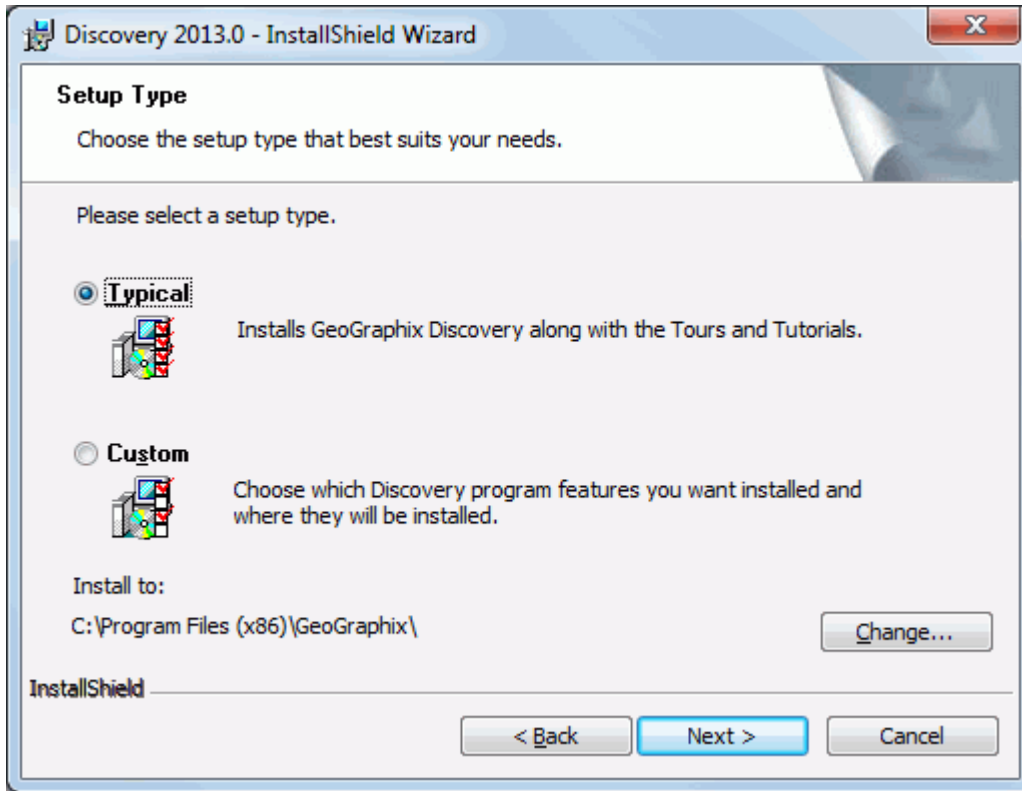 Discovery 2013.0 - InstallShield Wizard
Setup Type
Choose the setup type that best suits your needs.
Please select a setup type.
Typical
Installs GeoGraphix Discovery along with the Tours and Tutorials.
Custom
Choose which Discovery program features you want installed and
where they will be installed.
Install to:
C:\Program Files (x86)\GeoGraphix\
Change...
InstallShield
< Back
Next >
Cancel